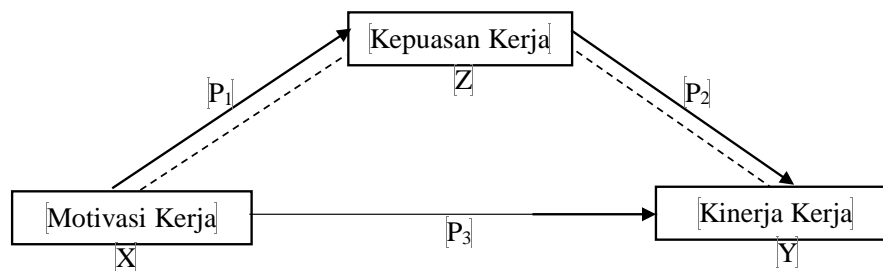 Kepuasan Kerja
Z
P₁
P₂
Motivasi Kerja
Kinerja Kerja
P₃
X
Y